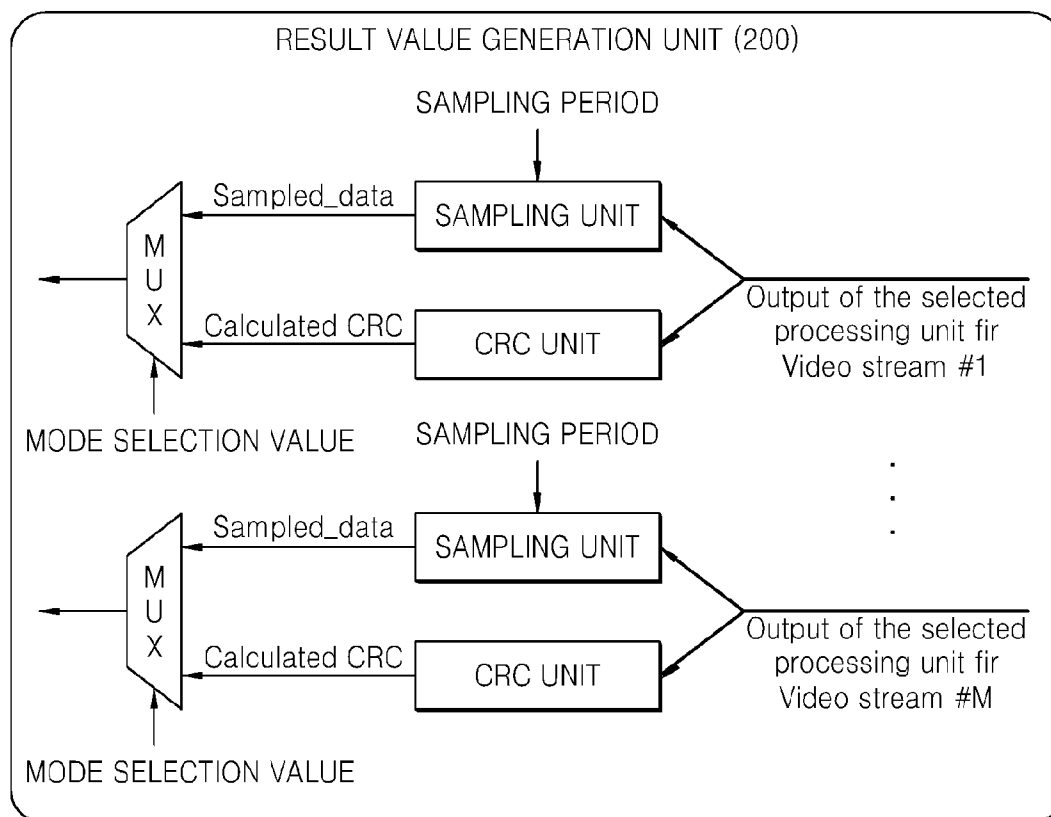 RESULT VALUE GENERATION UNIT (200)
SAMPLING PERIOD
Sampled_data
SAMPLING UNIT
MUX
Calculated CRC
CRC UNIT
Output of the selected
processing unit fir
Video stream #1
MODE SELECTION VALUE
SAMPLING PERIOD
Sampled_data
SAMPLING UNIT
MUX
Calculated CRC
CRC UNIT
Output of the selected
processing unit fir
Video stream #M
MODE SELECTION VALUE